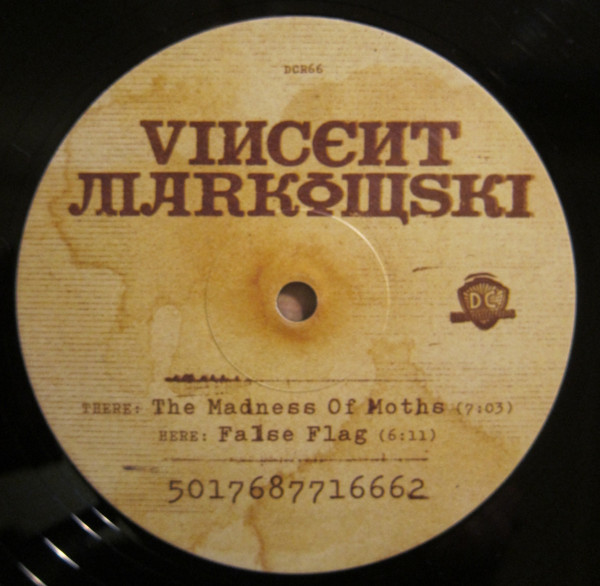 DCR66
VINCENT
MARKOWSKI
DC
THERE: The Madness Of Moths (7:03)
HERE: False Flag (6:11)
5017687716662